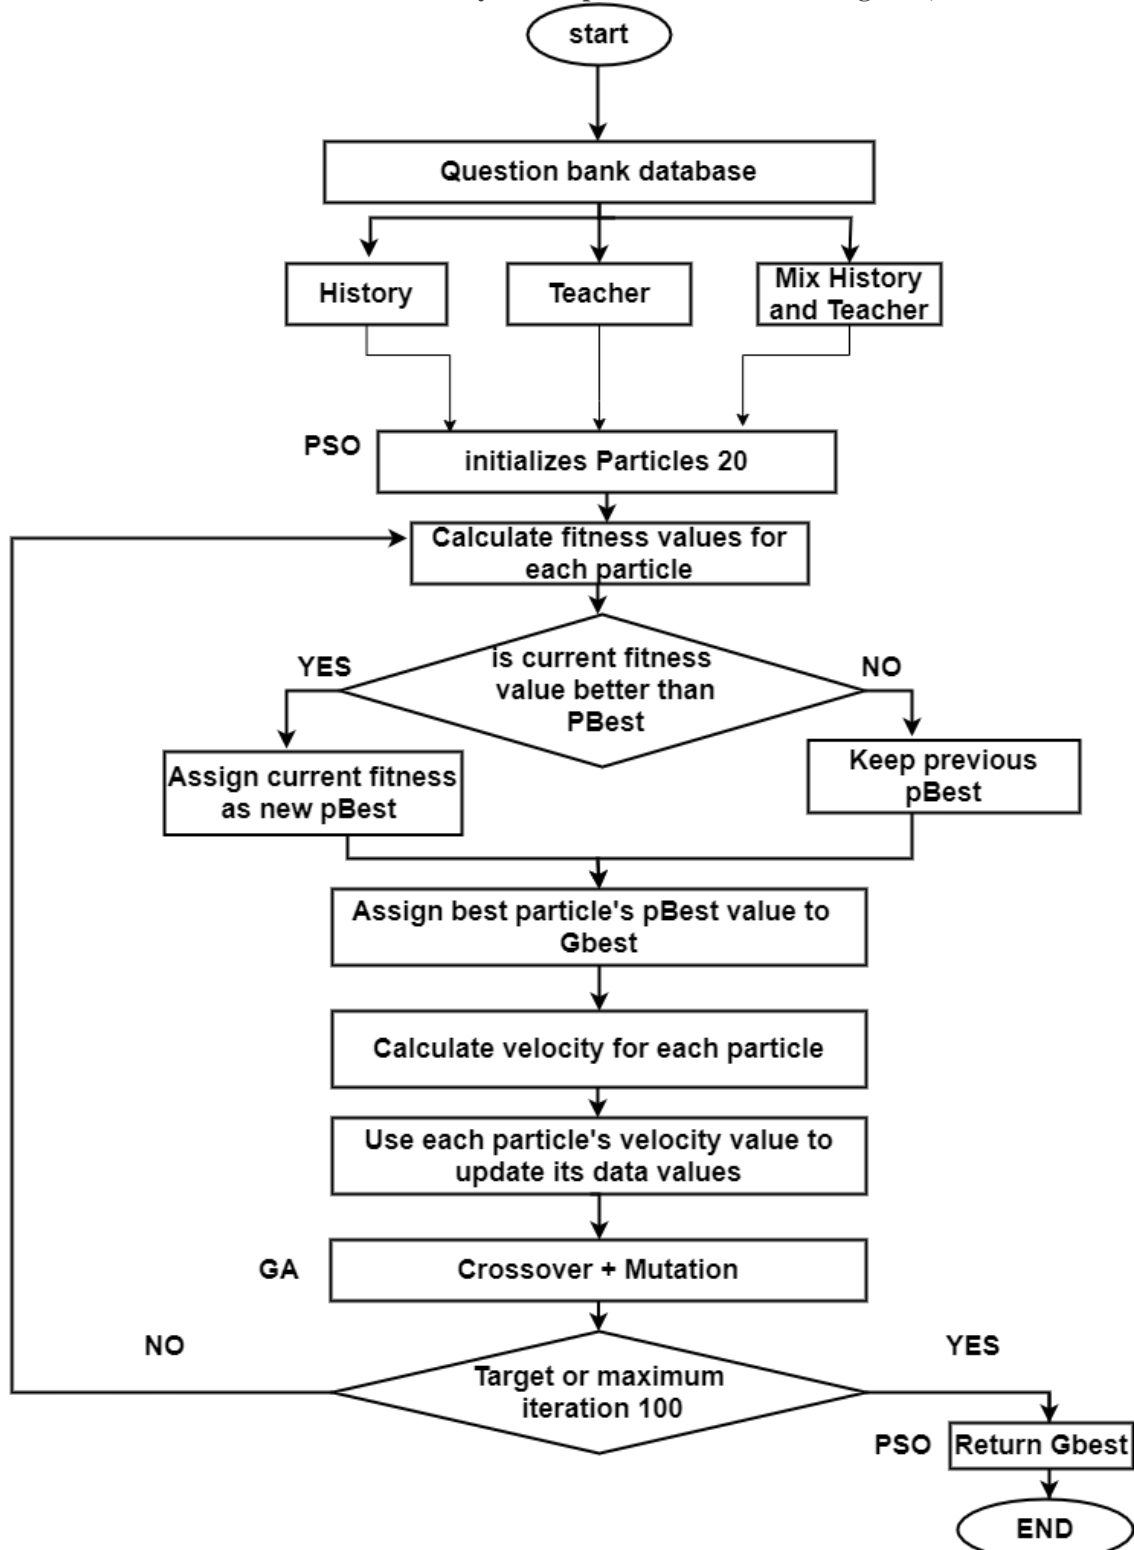 start
Question bank database
History
Teacher
Mix History
and Teacher
PSO
initializes Particles 20
Calculate fitness values for
each particle
is current fitness
value better than
PBest
YES
NO
Assign current fitness
as new pBest
Keep previous
pBest
Assign best particle's pBest value to
Gbest
Calculate velocity for each particle
Use each particle's velocity value to
update its data values
GA
Crossover + Mutation
NO
YES
Target or maximum
iteration 100
PSO
Return Gbest
END